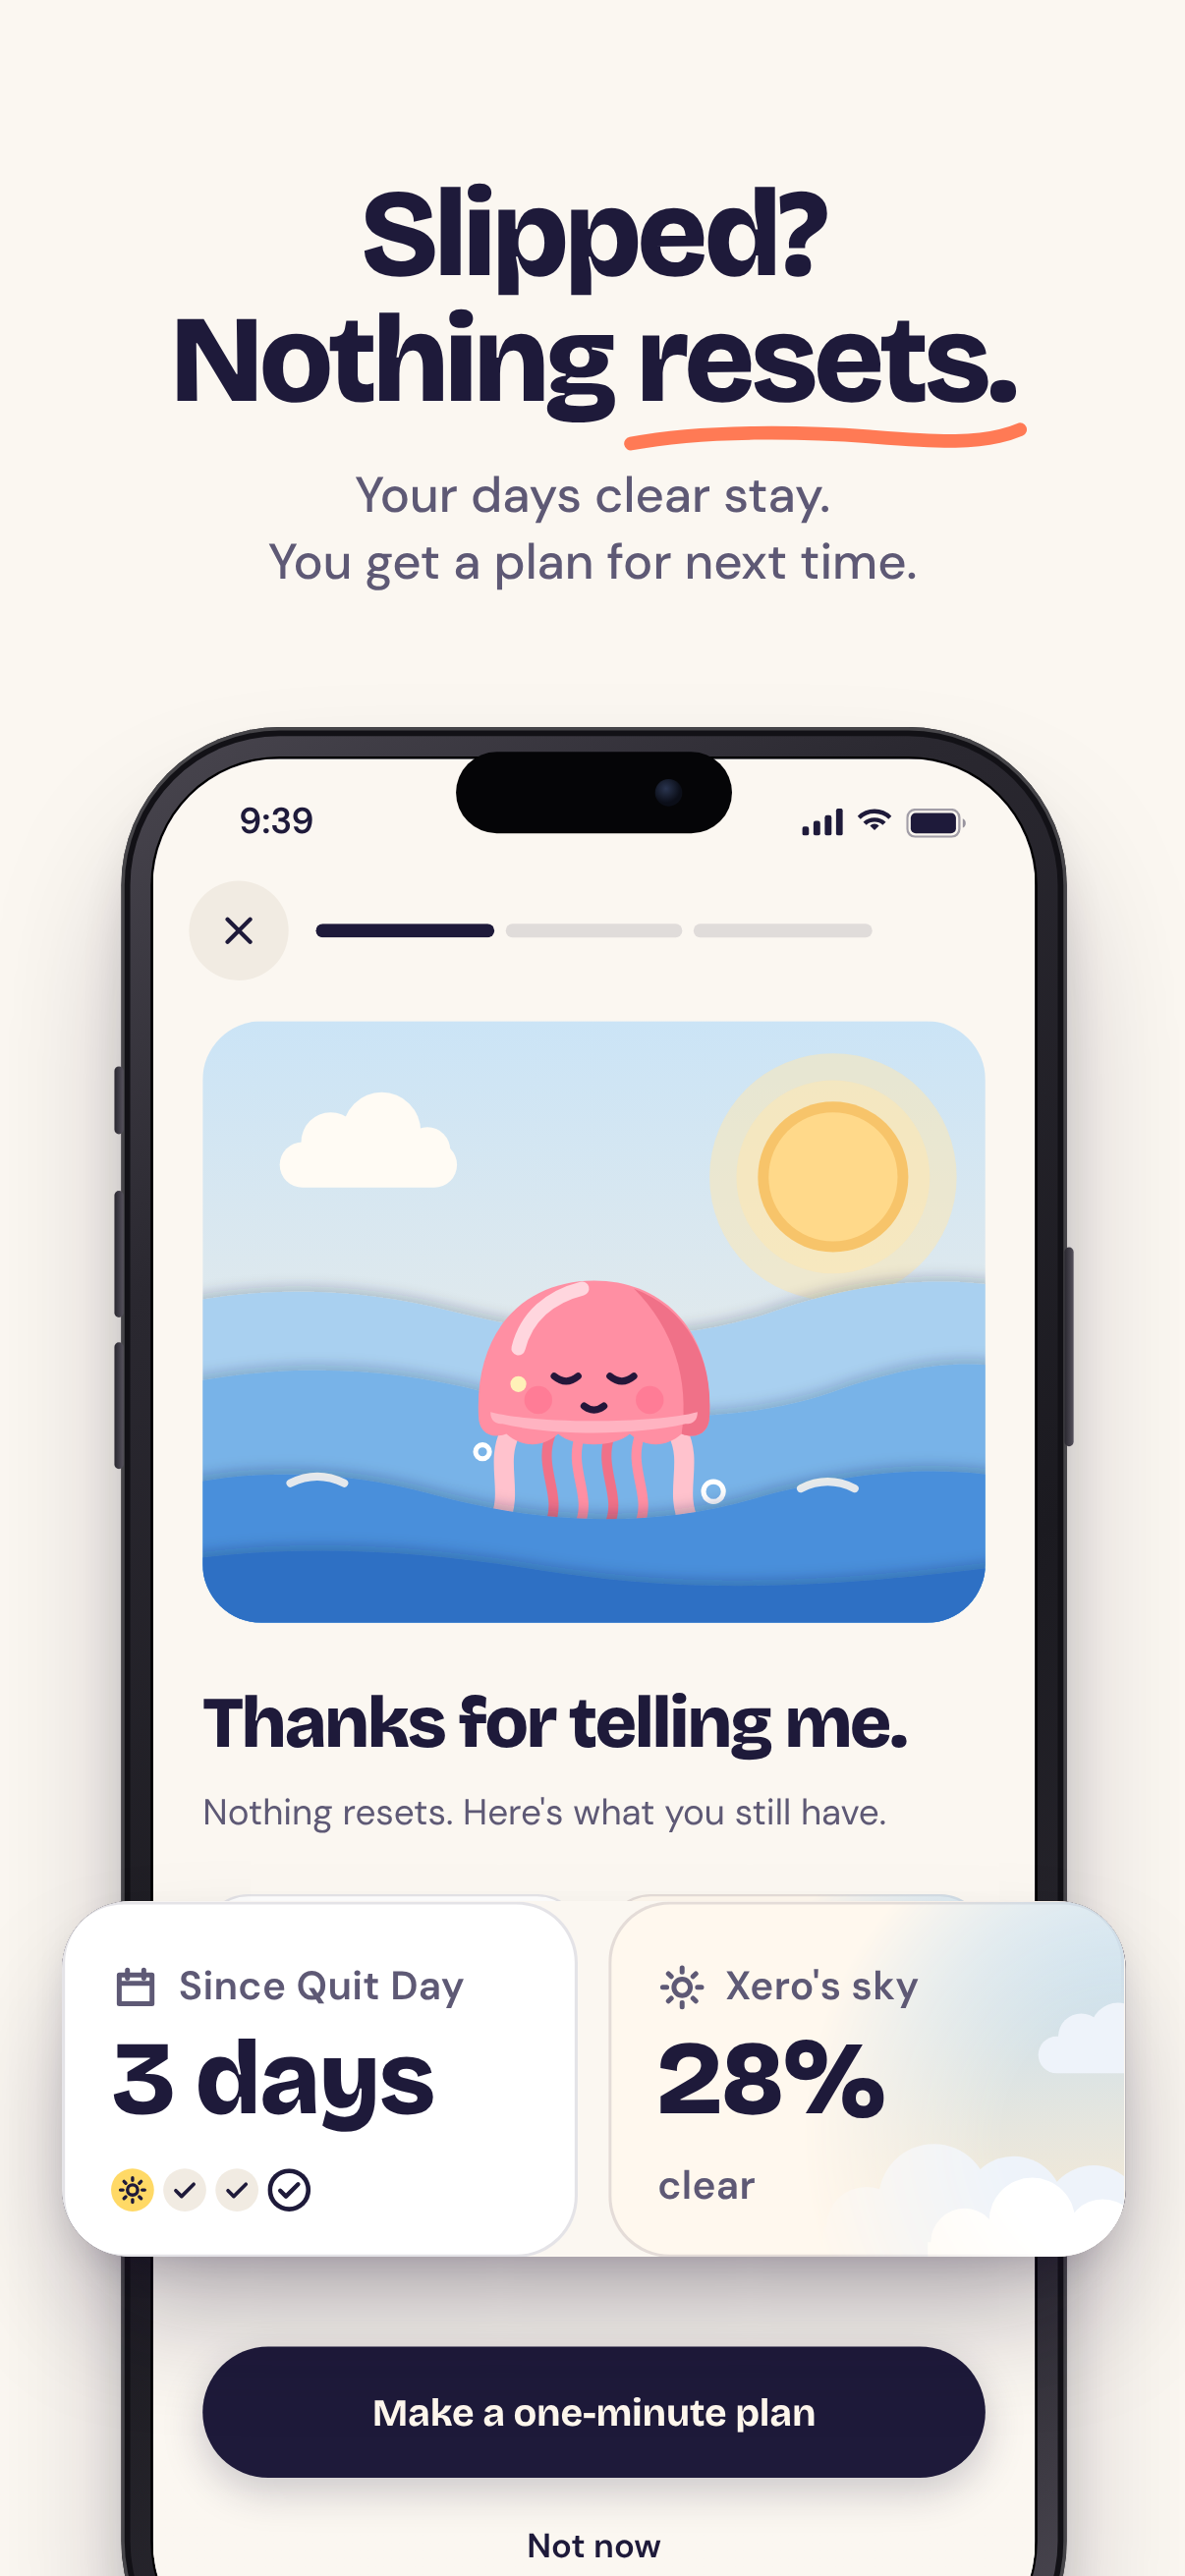 Slipped?
Nothing resets.
Your days clear stay.
You get a plan for next time.
9:39
Thanks for telling me.
Nothing resets. Here's what you still have.
Since Quit Day
3 days
Xero's sky
28%
clear
Make a one-minute plan
Not now